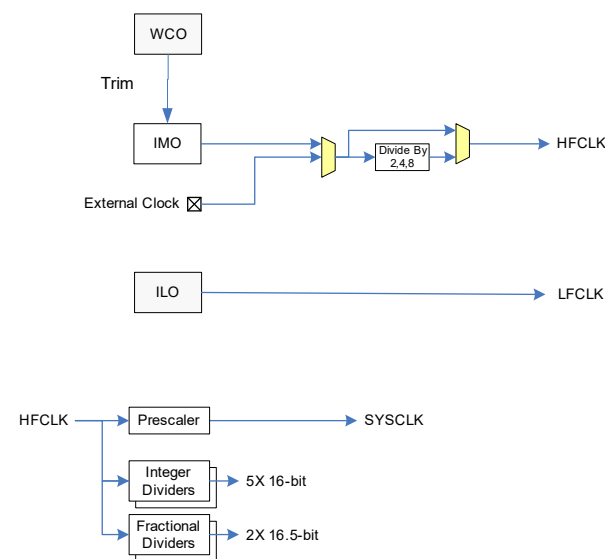 WCO
Trim
IMO
Divide By
2,4,8
HFCLK
External Clock
ILO
LFCLK
HFCLK
Prescaler
SYSCLK
Integer
Dividers
5X 16-bit
Fractional
Dividers
2X 16.5-bit